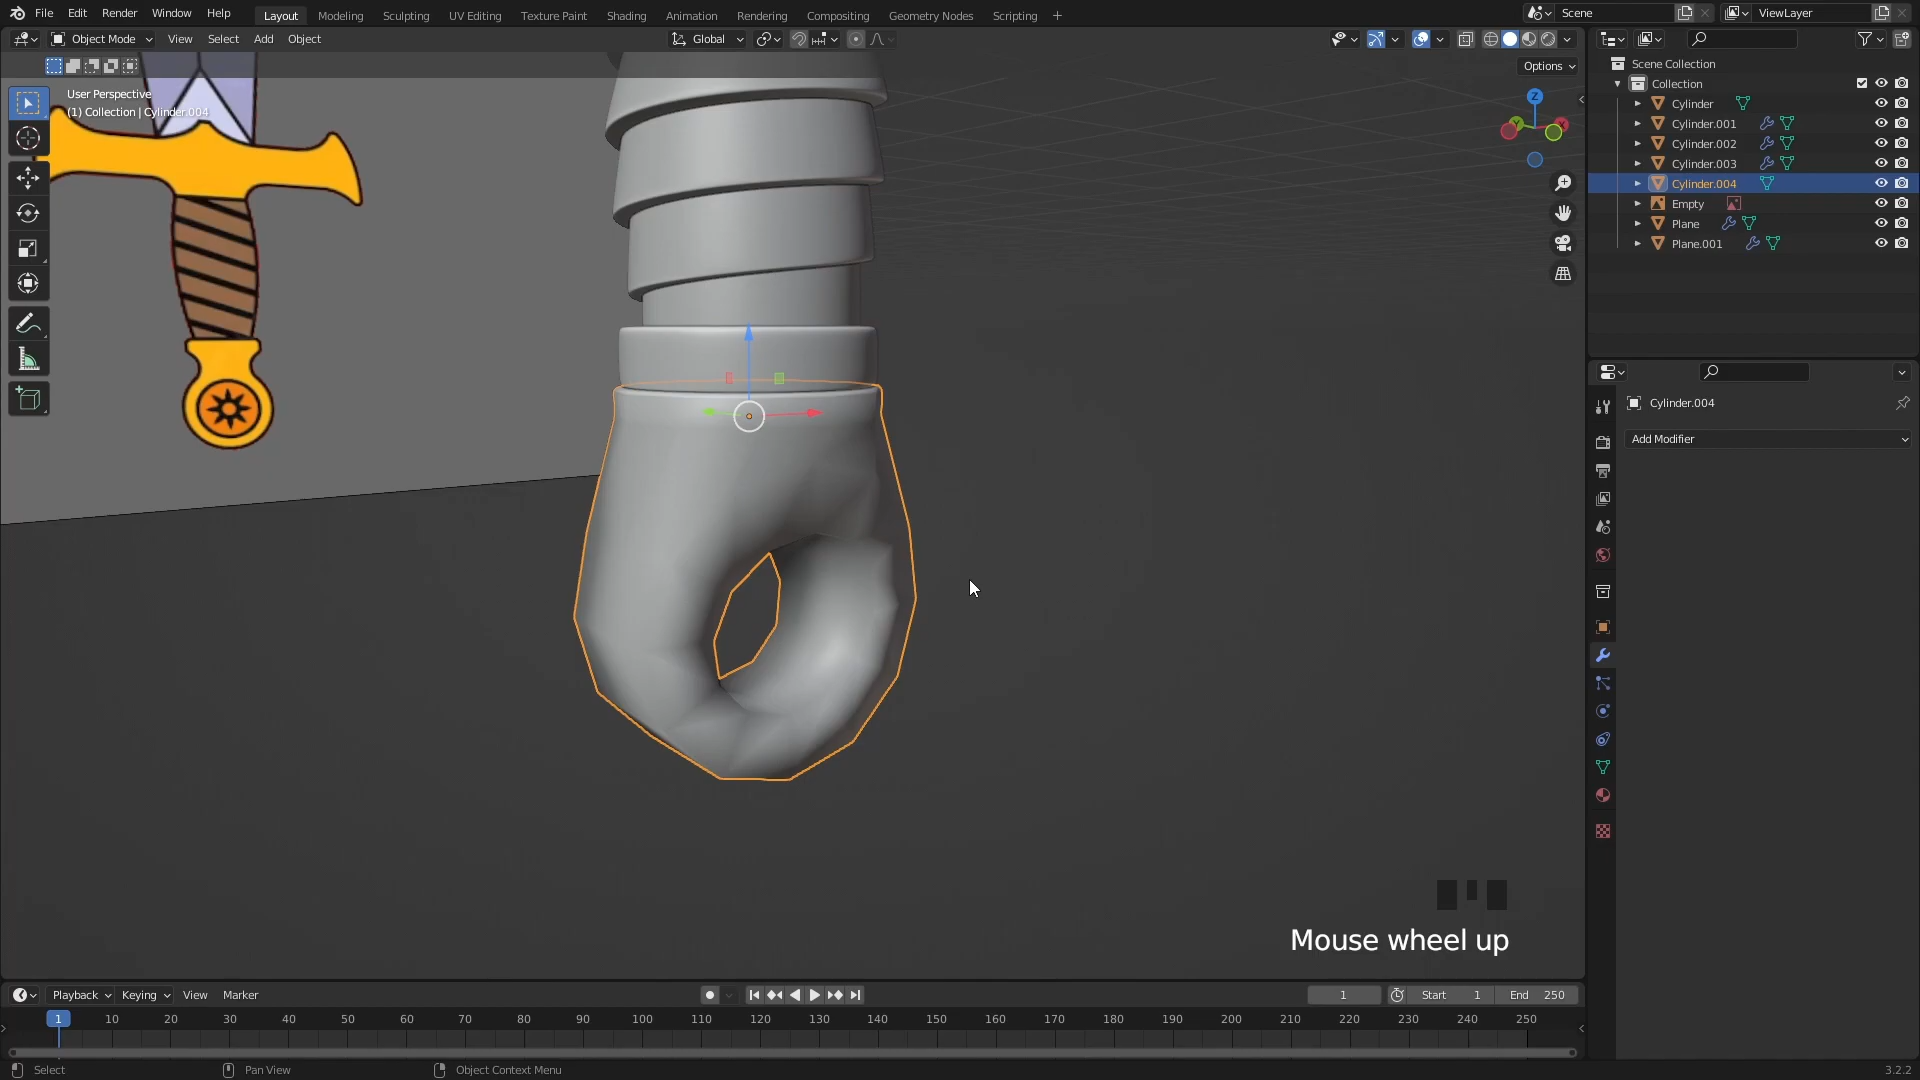 File Edit Render Window Help Layout Modeling Sculpting UV Editing Texture Paint Shading Animation Rendering Compositing Geometry Nodes Scripting + Scene ViewLayer
Object Mode View Select Add Object Global
Options
User Perspective
(1) Collection | Cylinder.004
Scene Collection
Collection
Cylinder
Cylinder.001
Cylinder.002
Cylinder.003
Cylinder.004
Empty
Plane
Plane.001
Cylinder.004
Add Modifier
Z
Y
X
Mouse wheel up
Playback Keying View Marker 1 Start 1 End 250
1 10 20 30 40 50 60 70 80 90 100 110 120 130 140 150 160 170 180 190 200 210 220 230 240 250
Select Pan View Object Context Menu 3.2.2